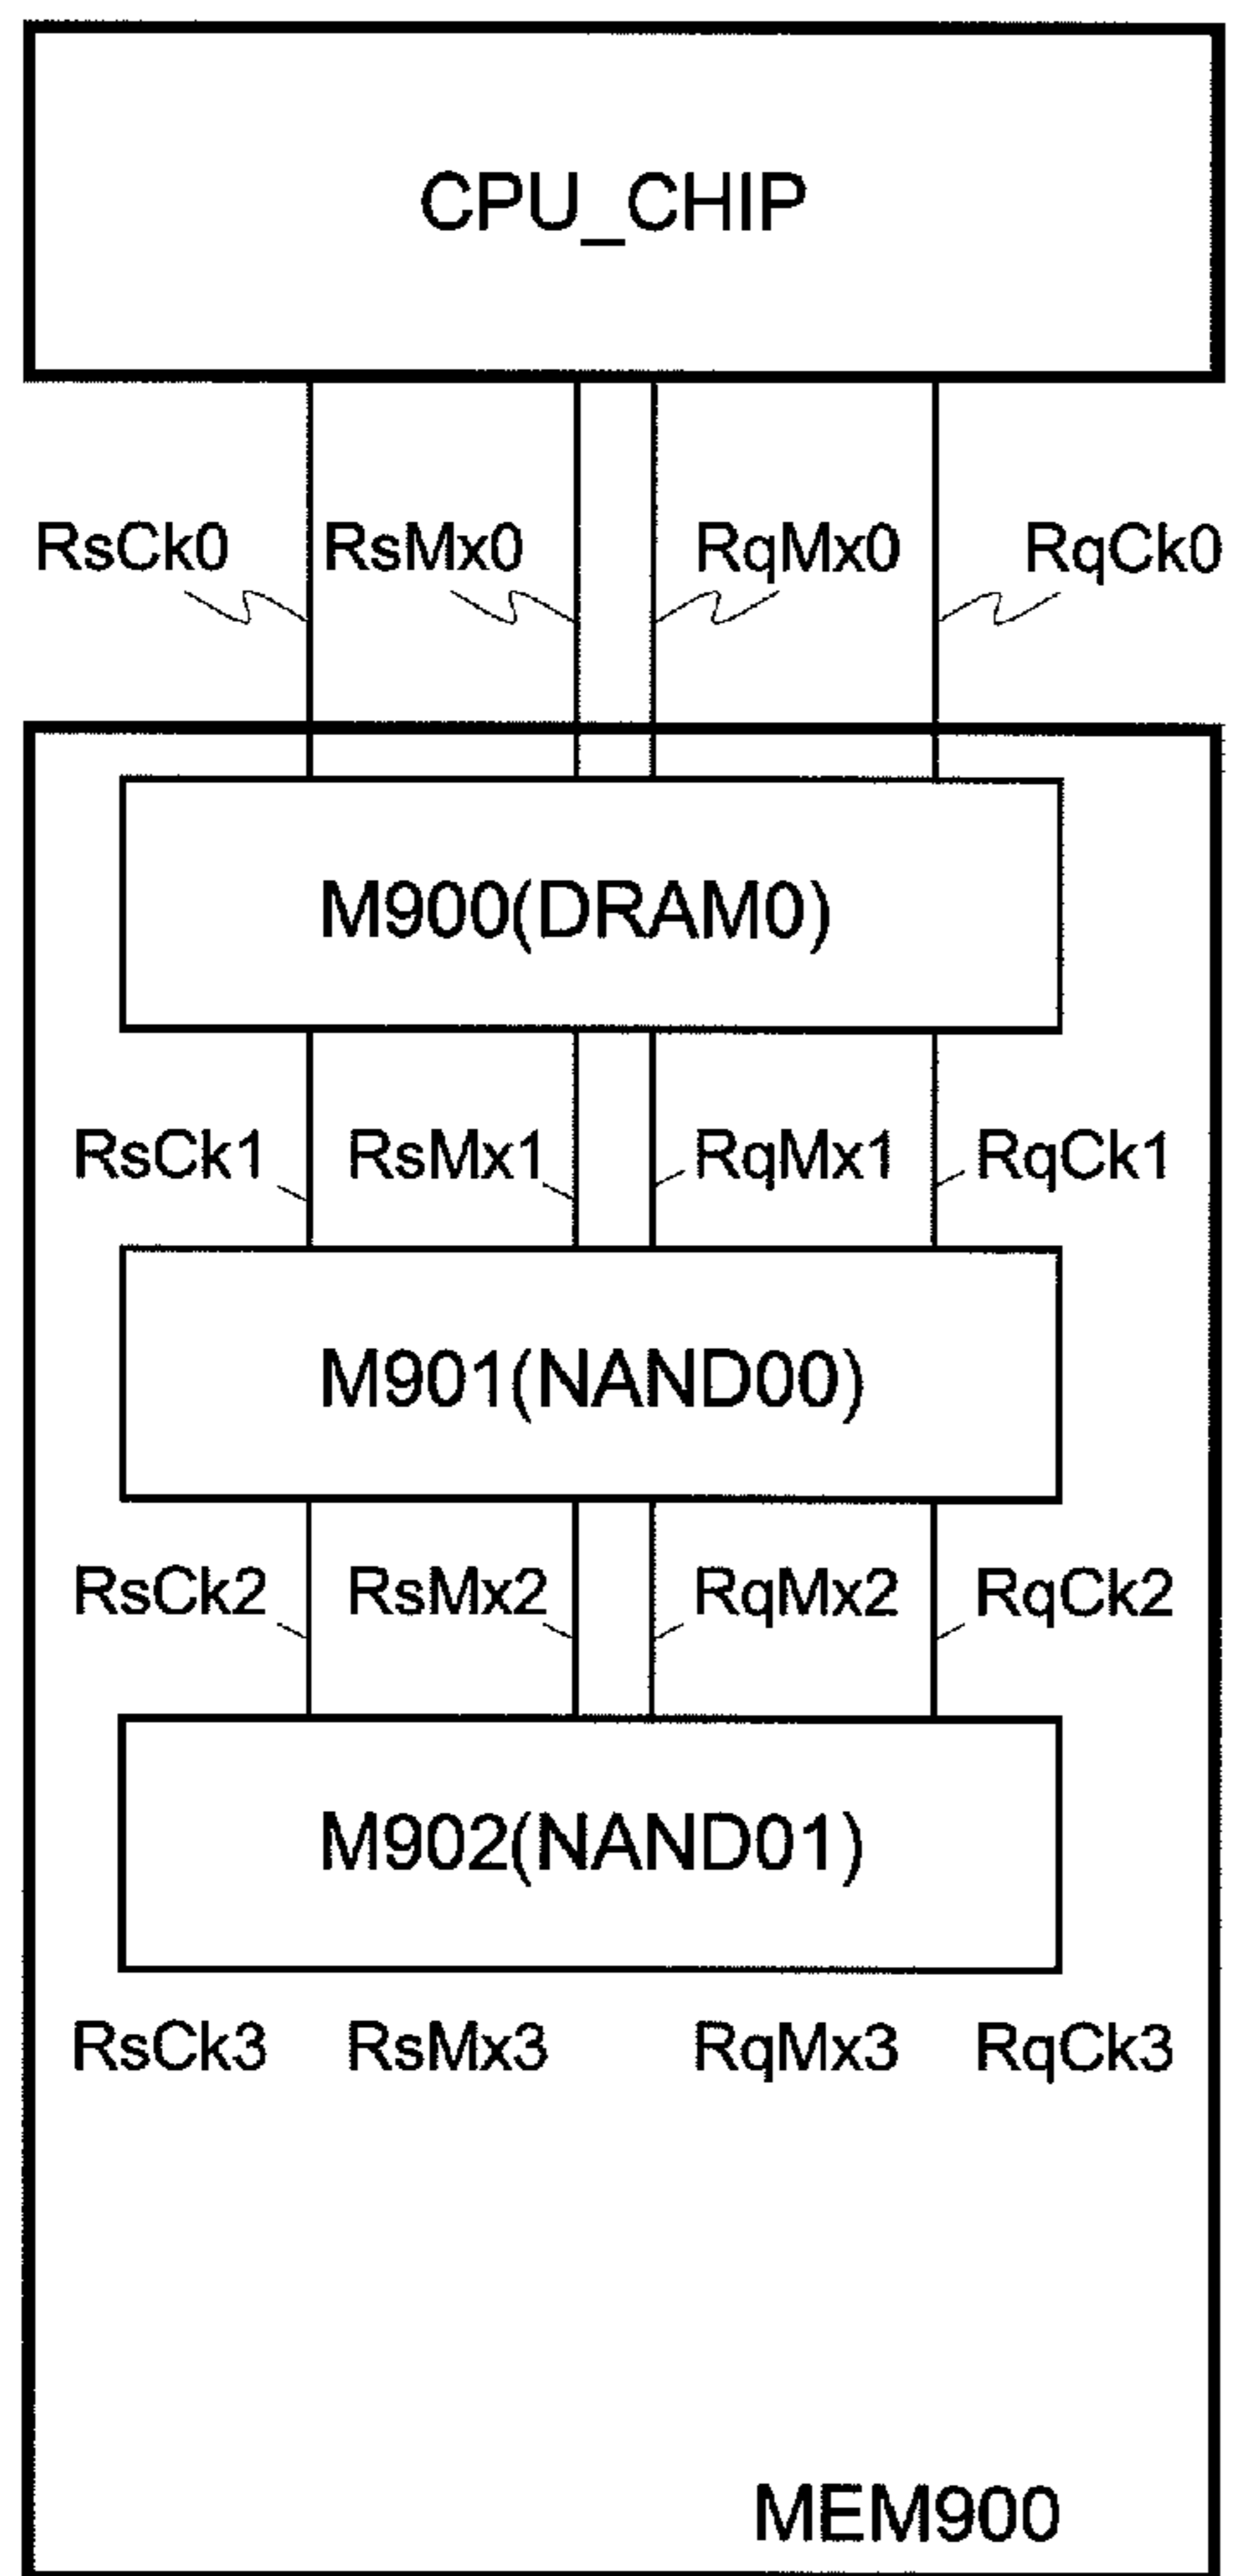 CPU_CHIP
RsCk0 RsMx0 RqMx0 RqCk0
M900(DRAM0)
RsCk1 RsMx1 RqMx1 RqCk1
M901(NAND00)
RsCk2 RsMx2 RqMx2 RqCk2
M902(NAND01)
RsCk3 RsMx3 RqMx3 RqCk3
MEM900